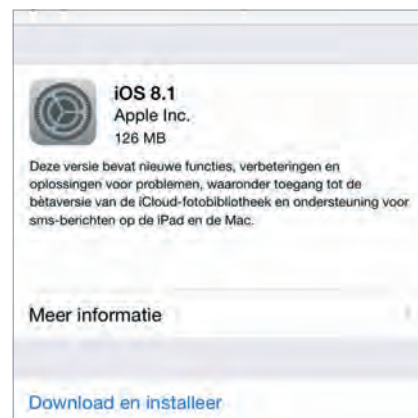 iOS 8.1
Apple Inc.
126 MB
Deze versie bevat nieuwe functies, verbeteringen en
oplossingen voor problemen, waaronder toegang tot de
bètaversie van de iCloud-fotobibliotheek en ondersteuning voor
sms-berichten op de iPad en de Mac.
Meer informatie
Download en installeer